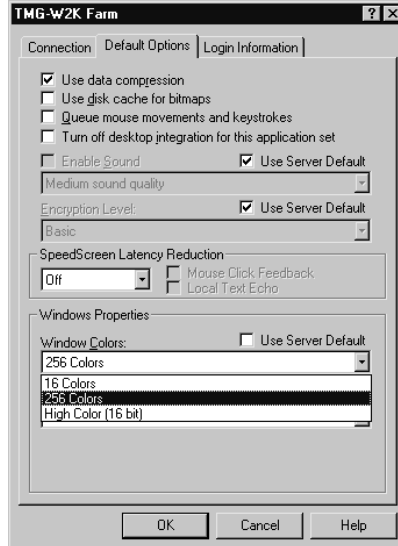 TMG-W2K Farm
Connection Default Options Login Information
Use data compression
Use disk cache for bitmaps
Queue mouse movements and keystrokes
Turn off desktop integration for this application set
Enable Sound Use Server Default
Medium sound quality
Encryption Level: Use Server Default
Basic
SpeedScreen Latency Reduction
Off Mouse Click Feedback
Local Text Echo
Windows Properties
Window Colors: Use Server Default
256 Colors
16 Colors
256 Colors
High Color (16 bit)
OK Cancel Help